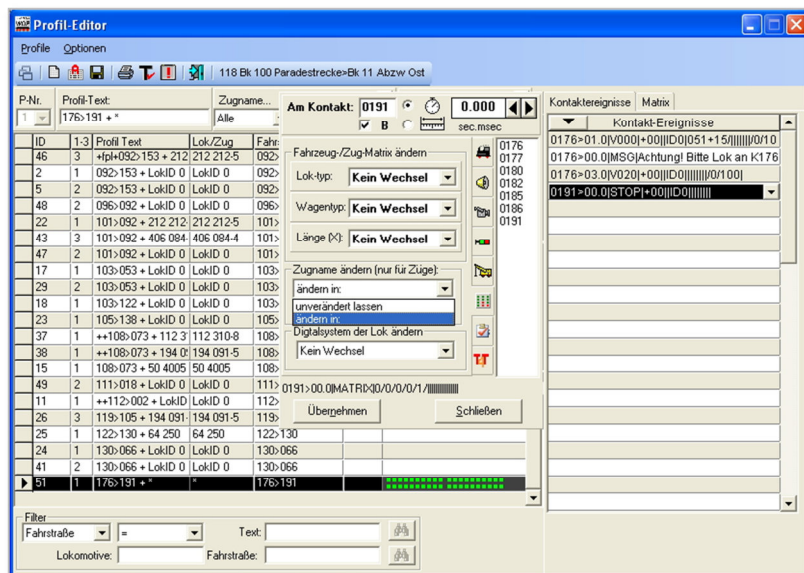 Profil-Editor
Profile Optionen
118 Bk 100 Paradestrecke>Bk 11 Abzw Ost
P-Nr. Profil-Text: Zugname...
1 176>191 + * Alle
ID 1-3 Profil Text Lok/Zug Fahrs
46 3 +fpl+092>153 + 212 212 212-5 092>
2 1 092>153 + LokID 0 LokID 0 092>
5 2 092>153 + LokID 0 LokID 0 092>
48 2 096>092 + LokID 0 LokID 0 096>
22 1 101>092 + 212 212- 212 212-5 101>
43 3 101>092 + 406 084- 406 084-4 101>
47 2 101>092 + LokID 0 LokID 0 101>
17 1 103>053 + LokID 0 LokID 0 103>
29 2 103>053 + LokID 0 LokID 0 103>
18 1 103>122 + LokID 0 LokID 0 103>
23 1 105>138 + LokID 0 LokID 0 105>
37 1 ++108>073 + 112 3 112 310-8 108>
38 1 ++108>073 + 194 0 194 091-5 108>
15 1 108>073 + 50 4005 50 4005 108>
49 2 111>018 + LokID 0 LokID 0 111>
11 1 ++112>002 + LokID LokID 0 112>
26 3 119>105 + 194 091- 194 091-5 119>
25 1 122>130 + 64 250 64 250 122>130
24 1 130>066 + LokID 0 LokID 0 130>066
41 2 130>066 + LokID 0 LokID 0 130>066
51 1 176>191 + * * 176>191
Filter
Fahrstraße = Text:
Lokomotive: Fahrstraße:
Am Kontakt: 0191 0.000
B sec.msec
Fahrzeug-/Zug-Matrix ändern
Lok-typ: Kein Wechsel
Wagentyp: Kein Wechsel
Länge (X): Kein Wechsel
Zugname ändern (nur für Züge):
ändern in:
unverändert lassen
ändern in:
Digtalsystem der Lok ändern
Kein Wechsel
0176
0177
0180
0182
0185
0186
0191
0191>00.0|MATRIX|0/0/0/0/1/||||||||||||
Übernehmen Schließen
Kontaktereignisse Matrix
Kontakt-Ereignisse
0176>01.0|V000|+00|||ID0|051+15/|||||||/0/10
0176>00.0|MSG|Achtung! Bitte Lok an K176
0176>03.0|V020|+00|||ID0||||||||/0/100|
0191>00.0|STOP|+00|||ID0||||||||